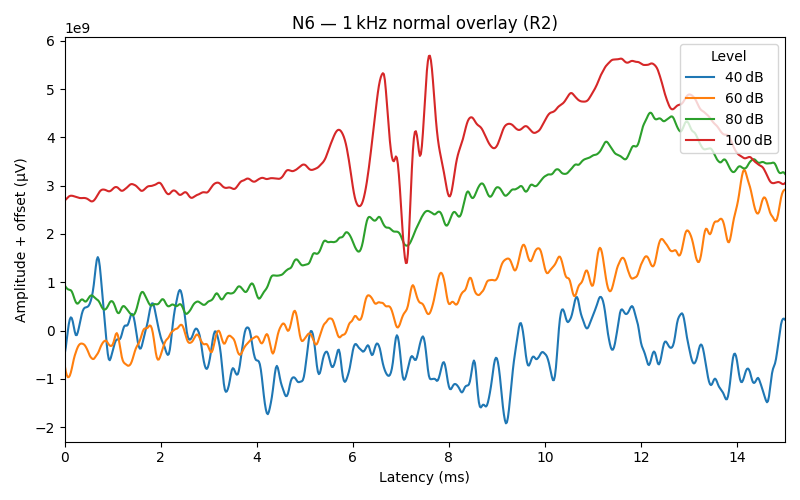 N6 — 1 kHz normal overlay (R2)
1e9
Level
40 dB
60 dB
80 dB
100 dB
Amplitude + offset (µV)
6
5
4
3
2
1
0
−1
−2
0 2 4 6 8 10 12 14
Latency (ms)